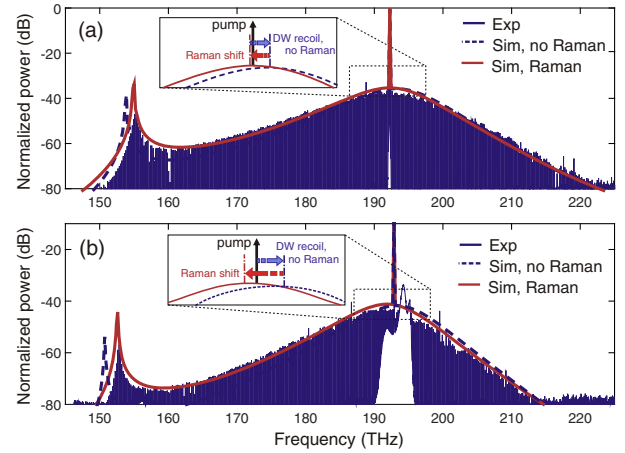 (a)
pump
Raman shift
DW recoil,
no Raman
Exp
Sim, no Raman
Sim, Raman
Normalized power (dB)
0
-20
-40
-60
-80
150 160 170 180 190 200 210 220
(b)
pump
Raman shift
DW recoil,
no Raman
Exp
Sim, no Raman
Sim, Raman
Normalized power (dB)
-20
-40
-60
-80
150 160 170 180 190 200 210 220
Frequency (THz)